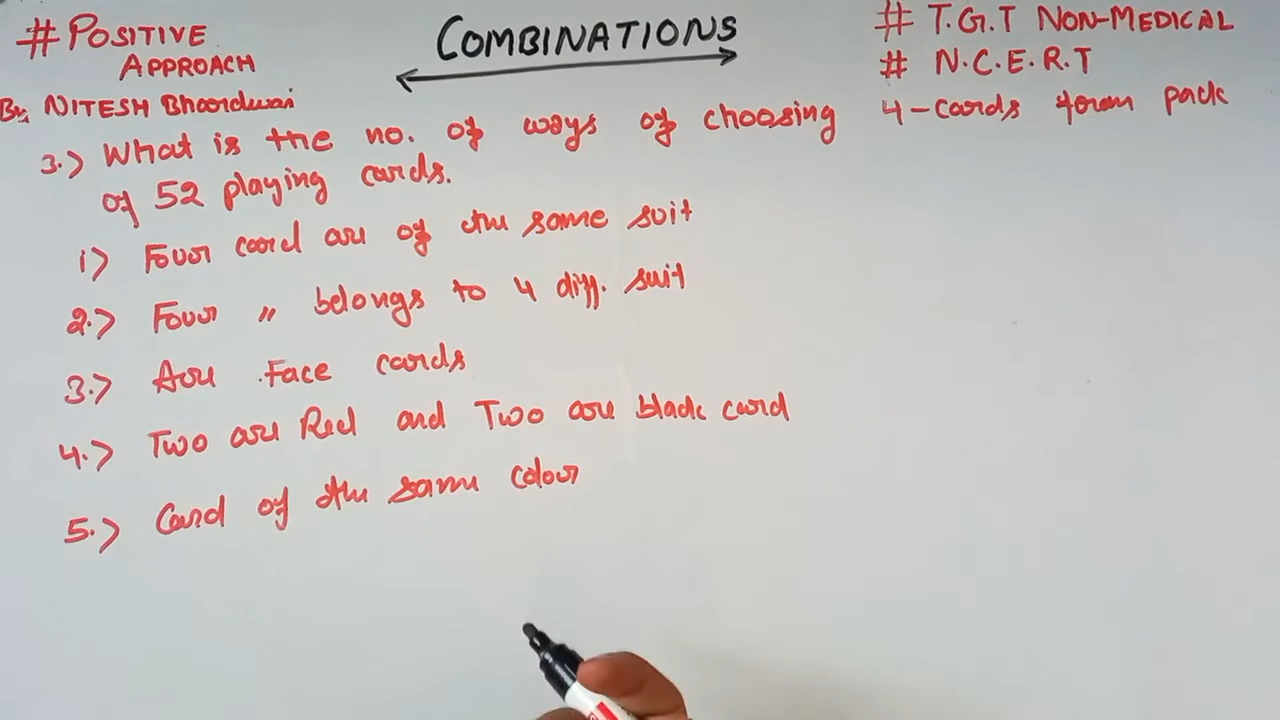 # POSITIVE APPROACH
By NITESH Bhardwaj
COMBINATIONS
# T.G.T NON-MEDICAL
# N.C.E.R.T
3.) What is the no. of ways of choosing 4-cards from pack
of 52 playing cards.
1) Four card are of the same suit
2.) Four " belongs to 4 diff. suit
3.) Are Face cards
4.) Two are Red and Two are black card
5.) Card of the same colour